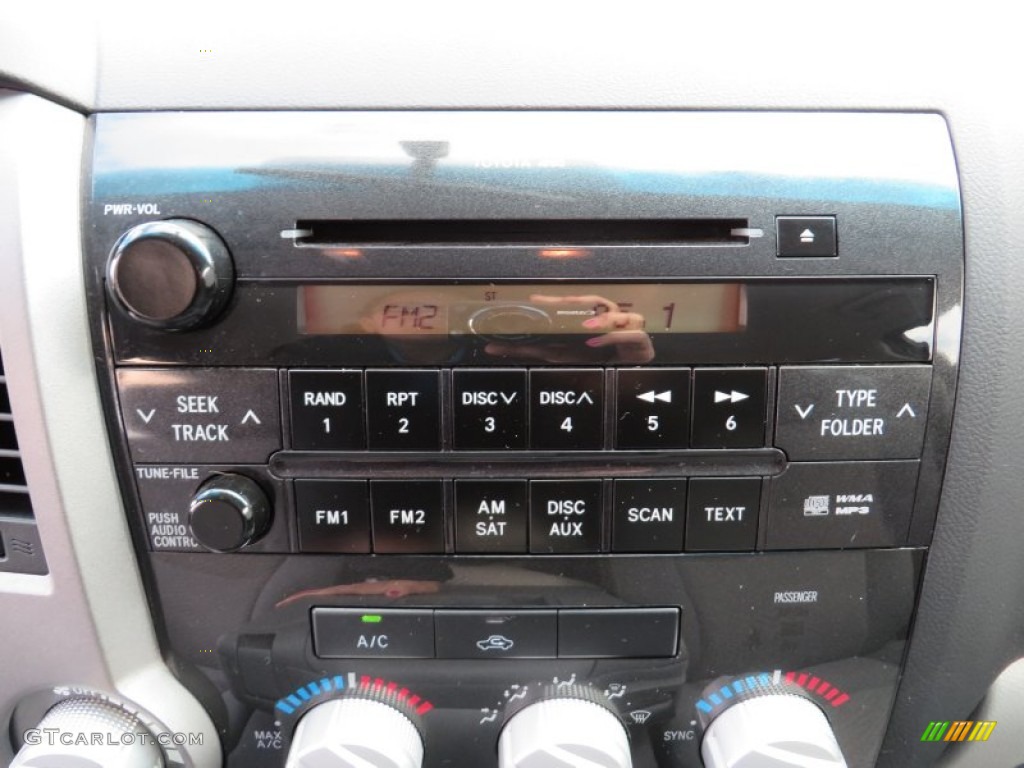 PWR-VOL
FM2 ST
SEEK TRACK
RAND 1
RPT 2
DISC 3
DISC 4
5
6
TYPE FOLDER
TUNE-FILE
PUSH AUDIO
FM1
FM2
AM SAT
DISC AUX
SCAN
TEXT
WMA MP3
PASSENGER
A/C
OFF
MAX A/C
SYNC
GTCARLOT.COM